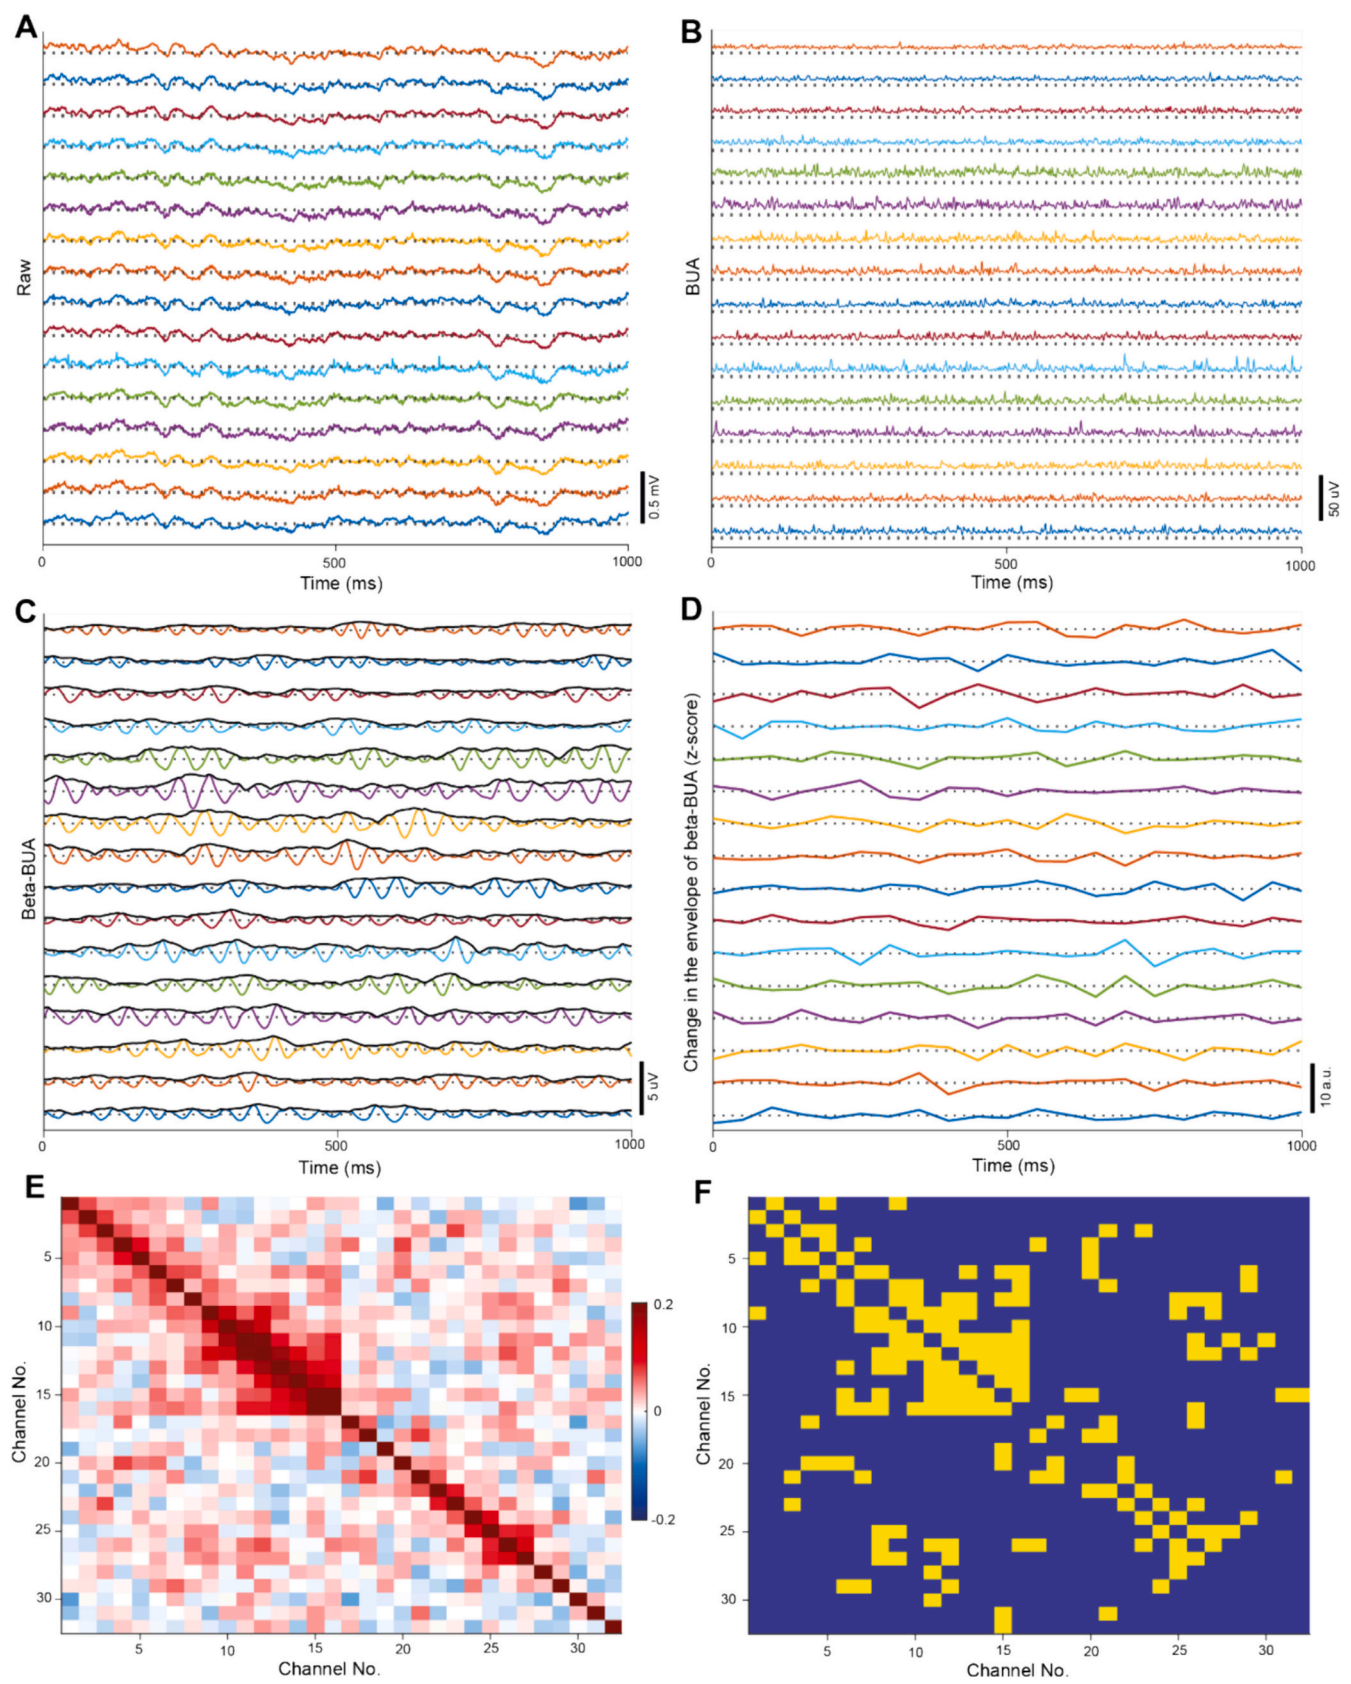 A
Raw
0.5 mV
0 500 1000
Time (ms)
B
BUA
50 uV
0 500 1000
Time (ms)
C
Beta-BUA
5 uV
0 500 1000
Time (ms)
D
Change in the envelope of beta-BUA (z-score)
10 a.u.
0 500 1000
Time (ms)
E
Channel No.
5
10
15
20
25
30
5 10 15 20 25 30
Channel No.
0.2
0
-0.2
F
Channel No.
5
10
15
20
25
30
5 10 15 20 25 30
Channel No.